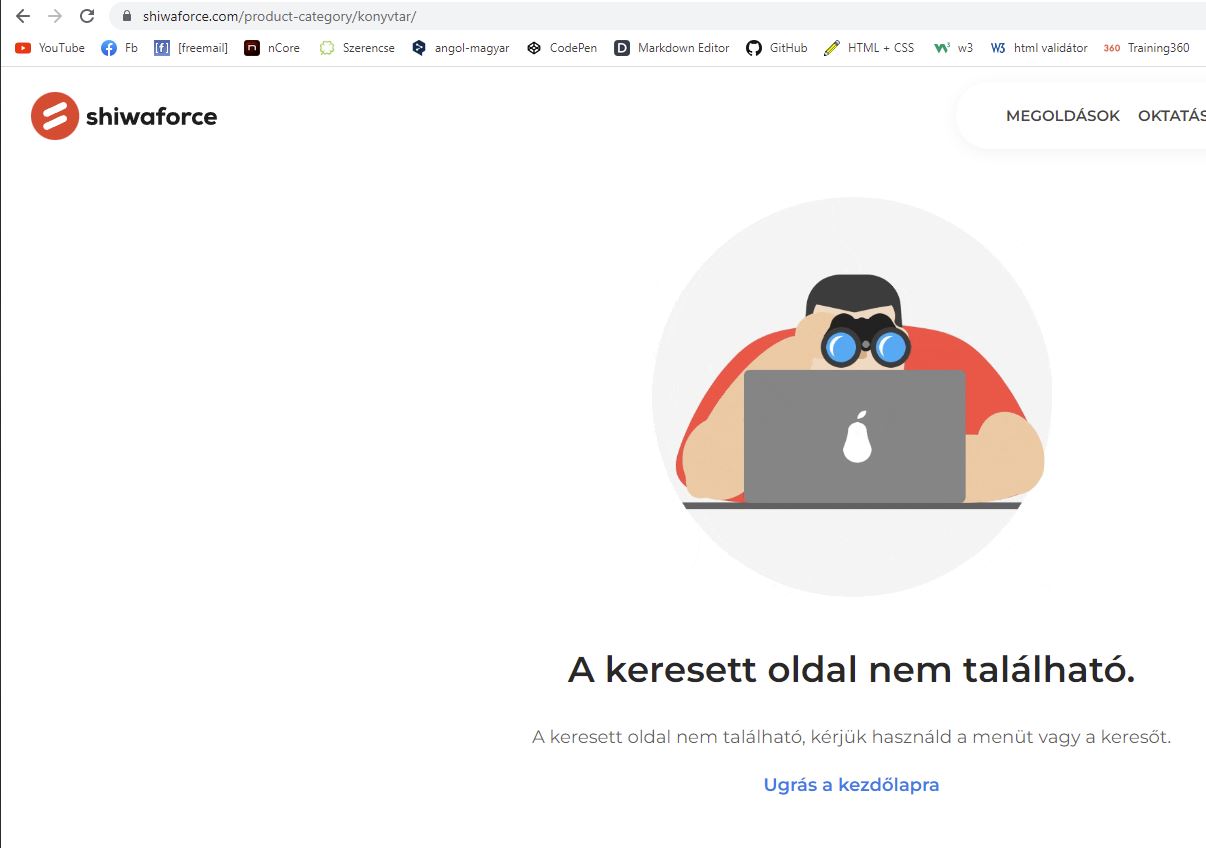 shiwaforce.com/product-category/konyvtar/
YouTube Fb [freemail] nCore Szerencse angol-magyar CodePen Markdown Editor GitHub HTML + CSS w3 html validátor Training360
shiwaforce MEGOLDÁSOK OKTATÁS
A keresett oldal nem található.
A keresett oldal nem található, kérjük használd a menüt vagy a keresőt.
Ugrás a kezdőlapra